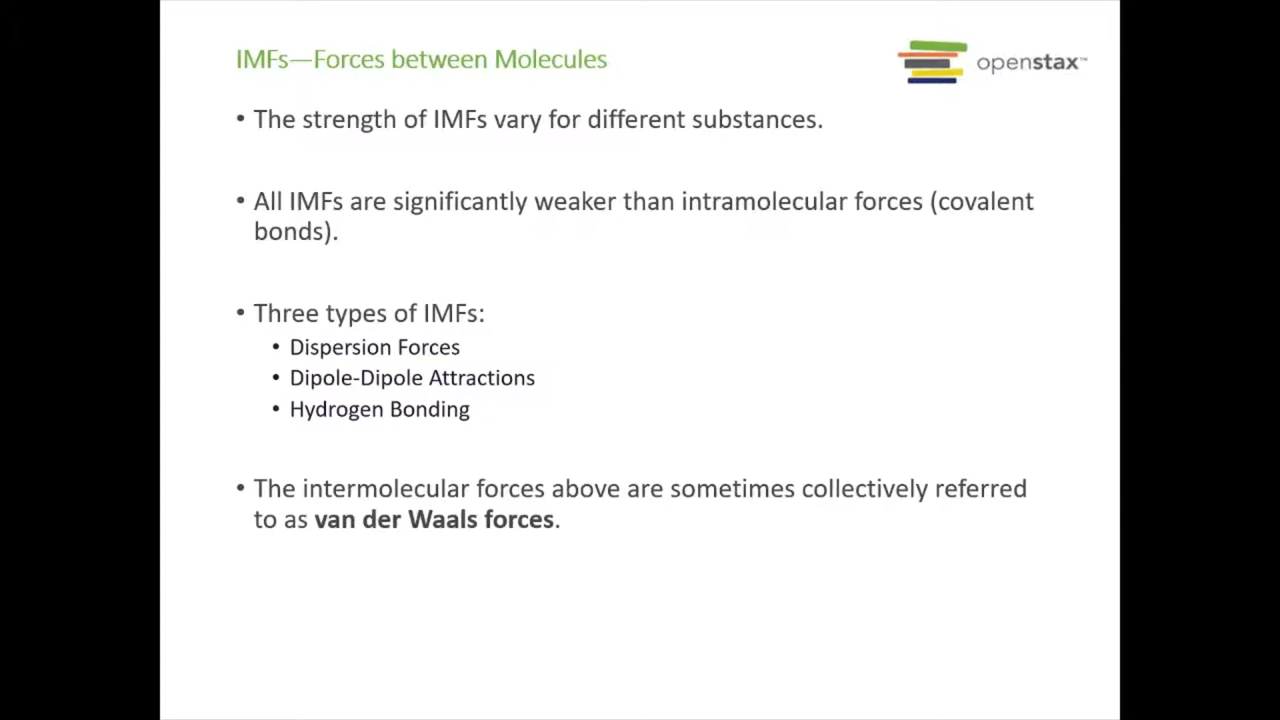 IMFs—Forces between Molecules
openstax™
• The strength of IMFs vary for different substances.
• All IMFs are significantly weaker than intramolecular forces (covalent
bonds).
• Three types of IMFs:
• Dispersion Forces
• Dipole-Dipole Attractions
• Hydrogen Bonding
• The intermolecular forces above are sometimes collectively referred
to as van der Waals forces.